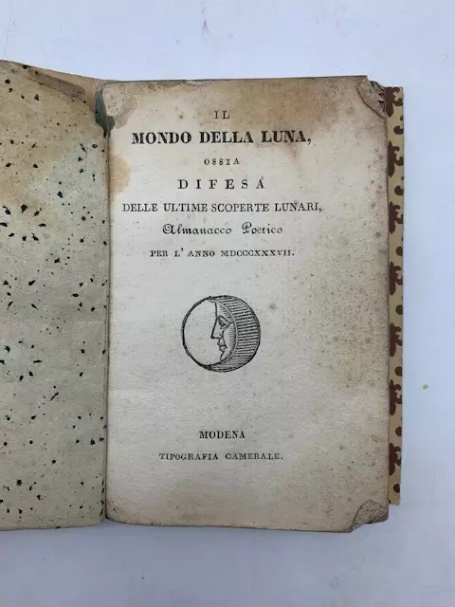 IL
MONDO DELLA LUNA,
OSSIA
DIFESA
DELLE ULTIME SCOPERTE LUNARI,
Almanacco Poetico
PER L' ANNO MDCCCXXXVII.
MODENA
TIPOGRAFIA CAMERALE.